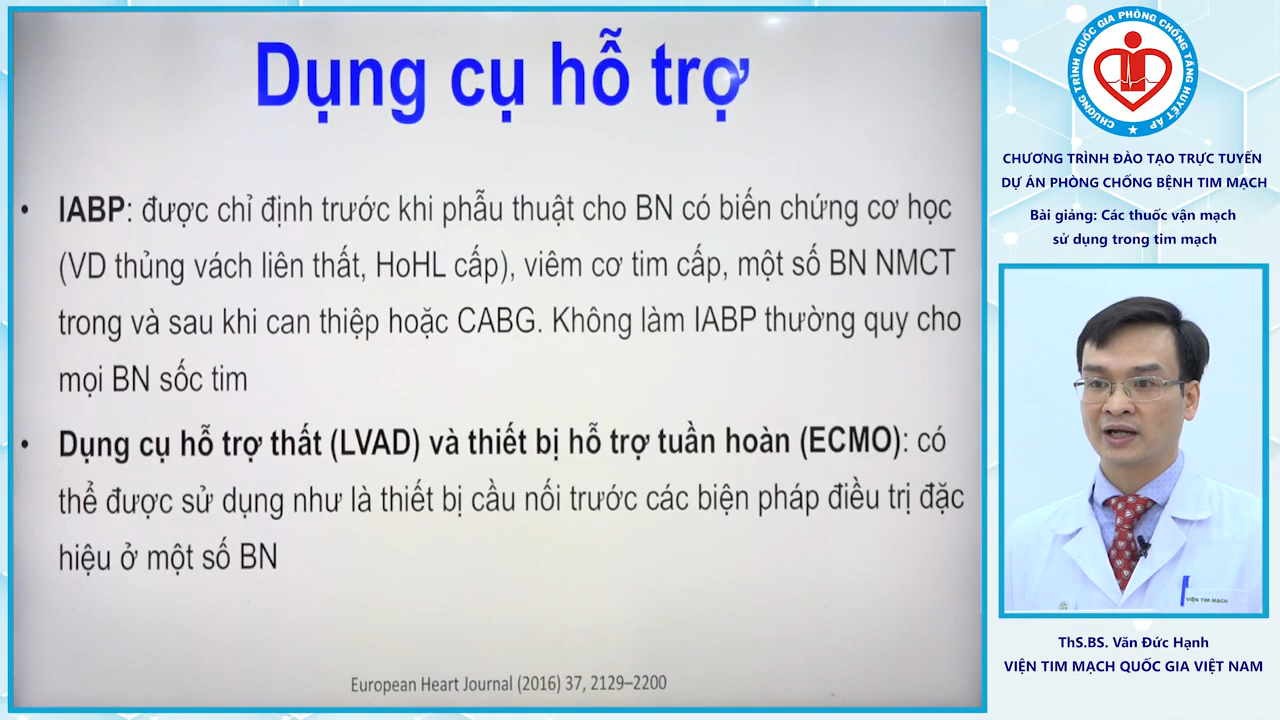 Dụng cụ hỗ trợ
• IABP: được chỉ định trước khi phẫu thuật cho BN có biến chứng cơ học
(VD thủng vách liên thất, HoHL cấp), viêm cơ tim cấp, một số BN NMCT
trong và sau khi can thiệp hoặc CABG. Không làm IABP thường quy cho
mọi BN sốc tim
• Dụng cụ hỗ trợ thất (LVAD) và thiết bị hỗ trợ tuần hoàn (ECMO): có
thể được sử dụng như là thiết bị cầu nối trước các biện pháp điều trị đặc
hiệu ở một số BN
European Heart Journal (2016) 37, 2129–2200
CHƯƠNG TRÌNH QUỐC GIA PHÒNG CHỐNG TĂNG HUYẾT ÁP
CHƯƠNG TRÌNH ĐÀO TẠO TRỰC TUYẾN
DỰ ÁN PHÒNG CHỐNG BỆNH TIM MẠCH
Bài giảng: Các thuốc vận mạch
sử dụng trong tim mạch
VIỆN TIM MẠCH
ThS.BS. Văn Đức Hạnh
VIỆN TIM MẠCH QUỐC GIA VIỆT NAM